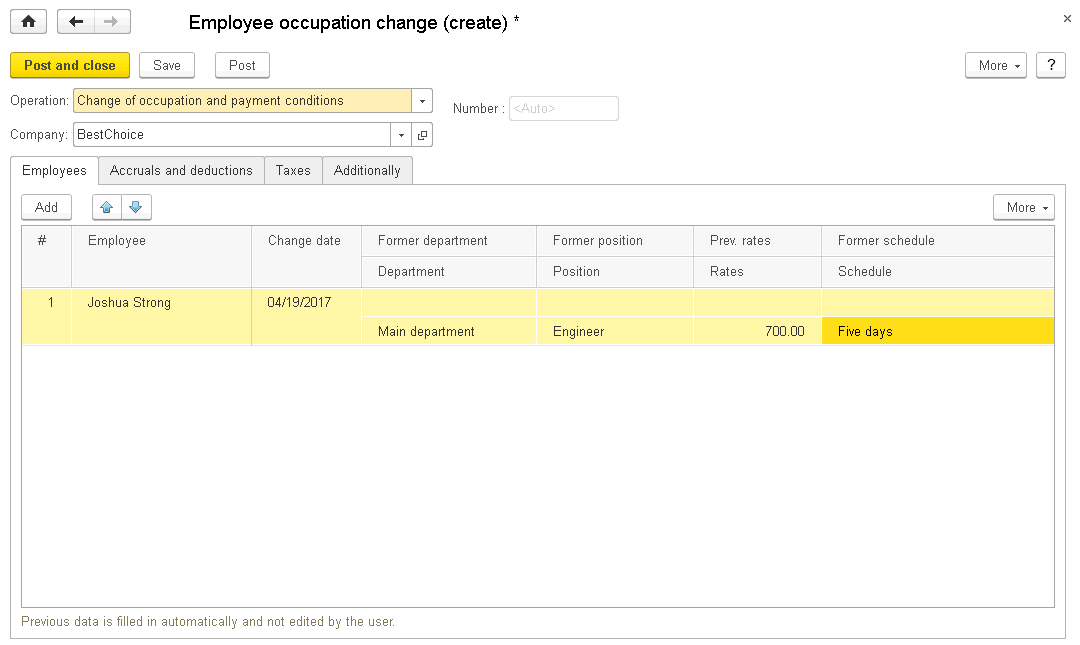 Employee occupation change (create) *
Post and close Save Post More ?
Operation: Change of occupation and payment conditions
Number : <Auto>
Company: BestChoice
Employees Accruals and deductions Taxes Additionally
Add More
# Employee Change date Former department Former position Prev. rates Former schedule
Department Position Rates Schedule
1 Joshua Strong 04/19/2017
Main department Engineer 700.00 Five days
Previous data is filled in automatically and not edited by the user.